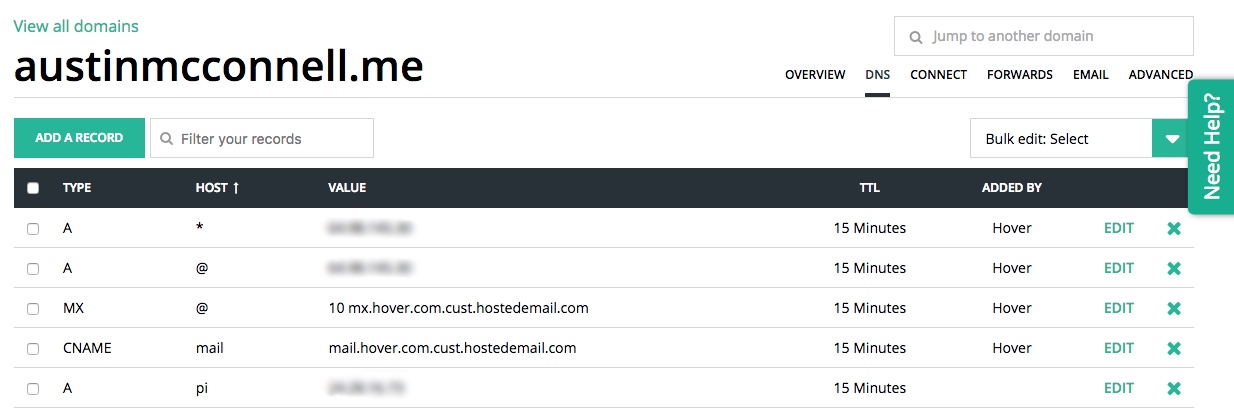 View all domains
Jump to another domain
austinmcconnell.me
OVERVIEW DNS CONNECT FORWARDS EMAIL ADVANCED
Need Help?
ADD A RECORD Filter your records Bulk edit: Select
TYPE HOST ↑ VALUE TTL ADDED BY
A * 15 Minutes Hover EDIT
A @ 15 Minutes Hover EDIT
MX @ 10 mx.hover.com.cust.hostedemail.com 15 Minutes Hover EDIT
CNAME mail mail.hover.com.cust.hostedemail.com 15 Minutes Hover EDIT
A pi 15 Minutes EDIT